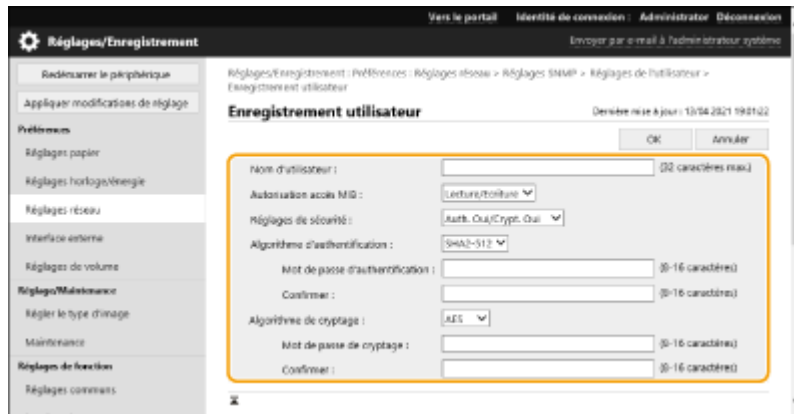 Vers le portail Identité de connexion : Administrator Déconnexion
Réglages/Enregistrement
Envoyer par e-mail à l'administrateur système
Redémarrer le périphérique
Appliquer modifications de réglage
Préférences
Réglages papier
Réglages horloge/énergie
Réglages réseau
Interface externe
Réglages de volume
Réglage/Maintenance
Régler le type d'image
Maintenance
Réglages de fonction
Réglages communs
Réglages/Enregistrement : Préférences : Réglages réseau > Réglages SNMP > Réglages de l'utilisateur >
Enregistrement utilisateur
Enregistrement utilisateur
Dernière mise à jour : 13/04 2021 19:01:22
OK Annuler
Nom d'utilisateur : (32 caractères max.)
Autorisation accès MIB : Lecture/Ecriture
Réglages de sécurité : Auth. Oui/Crypt. Oui
Algorithme d'authentification : SHA2-512
Mot de passe d'authentification : (8-16 caractères)
Confirmer : (8-16 caractères)
Algorithme de cryptage : AES
Mot de passe de cryptage : (8-16 caractères)
Confirmer : (8-16 caractères)